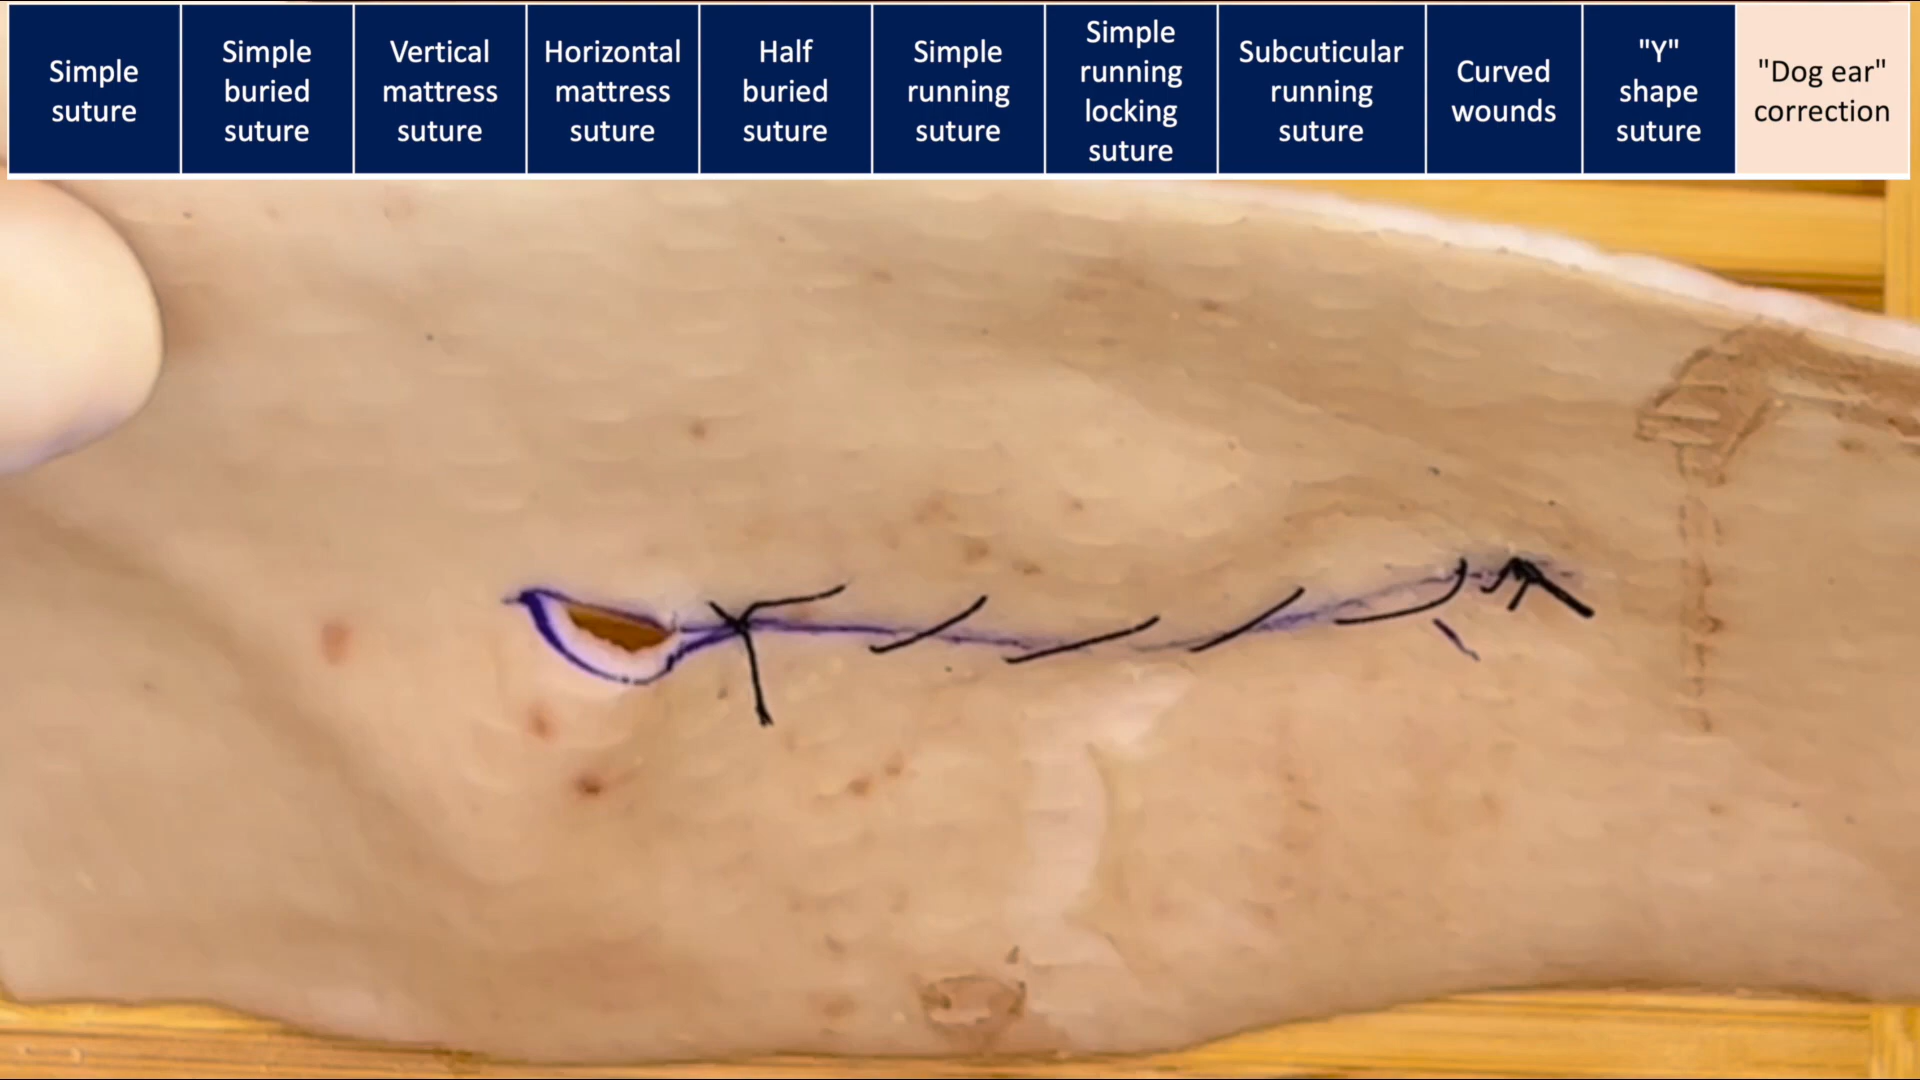 Simple
suture
Simple
buried
suture
Vertical
mattress
suture
Horizontal
mattress
suture
Half
buried
suture
Simple
running
suture
Simple
running
locking
suture
Subcuticular
running
suture
Curved
wounds
"Y"
shape
suture
"Dog ear"
correction